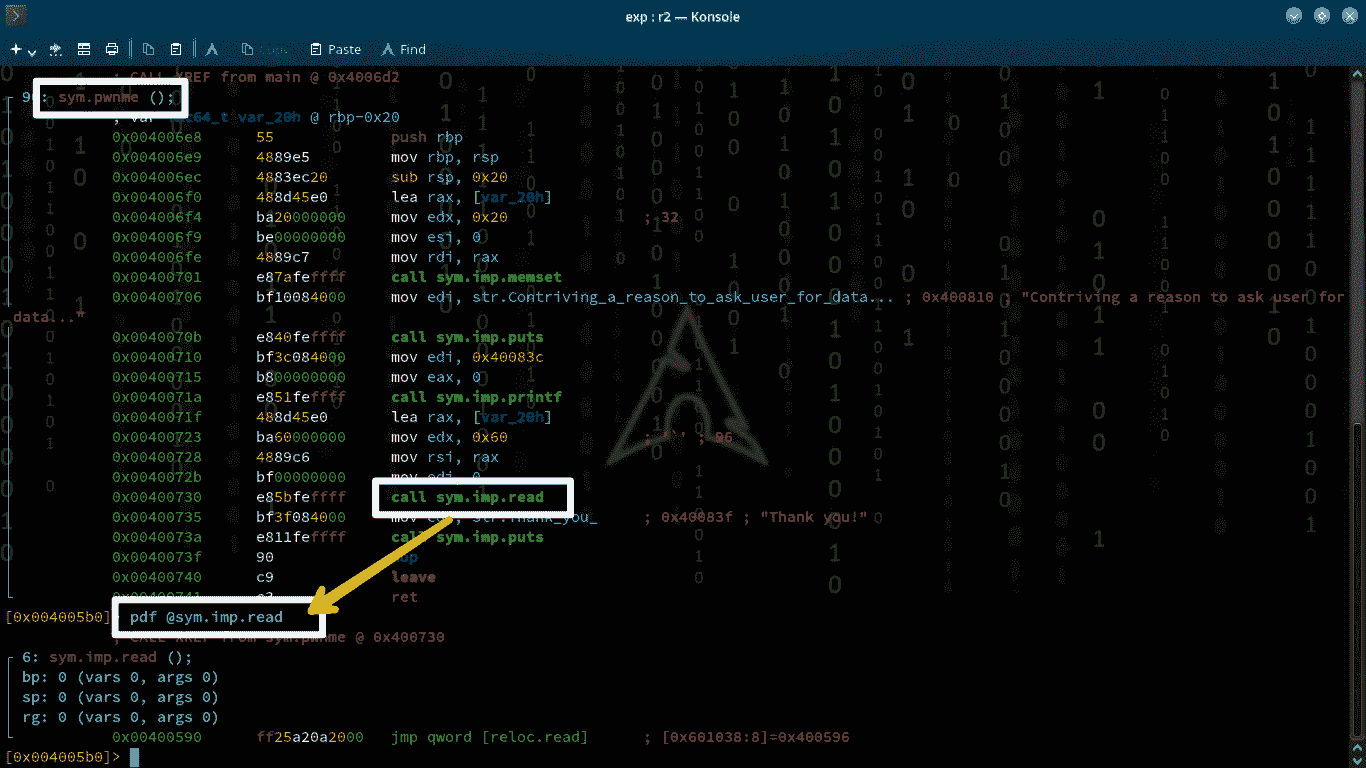 exp : r2 — Konsole
Paste Find
; CALL XREF from main @ 0x4006d2
sym.pwnme ();
; var int64_t var_20h @ rbp-0x20
0x004006e8 55 push rbp
0x004006e9 4889e5 mov rbp, rsp
0x004006ec 4883ec20 sub rsp, 0x20
0x004006f0 488d45e0 lea rax, [var_20h]
0x004006f4 ba20000000 mov edx, 0x20 ; 32
0x004006f9 be00000000 mov esi, 0
0x004006fe 4889c7 mov rdi, rax
0x00400701 e87afeffff call sym.imp.memset
0x00400706 bf10084000 mov edi, str.Contriving_a_reason_to_ask_user_for_data... ; 0x400810 ; "Contriving a reason to ask user for
data..."
0x0040070b e840feffff call sym.imp.puts
0x00400710 bf3c084000 mov edi, 0x40083c
0x00400715 b800000000 mov eax, 0
0x0040071a e851feffff call sym.imp.printf
0x0040071f 488d45e0 lea rax, [var_20h]
0x00400723 ba60000000 mov edx, 0x60 ; '`' ; 96
0x00400728 4889c6 mov rsi, rax
0x0040072b bf00000000 mov edi, 0
0x00400730 e85bfeffff call sym.imp.read
0x00400735 bf3f084000 mov str.Thank_you_ ; 0x40083f ; "Thank you!"
0x0040073a e811feffff call sym.imp.puts
0x0040073f 90 nop
0x00400740 c9 leave
0x00400741 c3 ret
[0x004005b0] pdf @sym.imp.read
; CALL XREF from sym.pwnme @ 0x400730
6: sym.imp.read ();
bp: 0 (vars 0, args 0)
sp: 0 (vars 0, args 0)
rg: 0 (vars 0, args 0)
0x00400590 ff25a20a2000 jmp qword [reloc.read] ; [0x601038:8]=0x400596
[0x004005b0]>